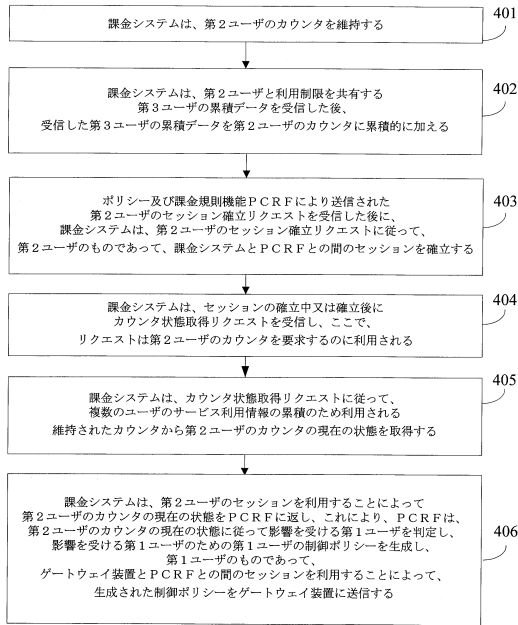 課金システムは、第2ユーザのカウンタを維持する
401
課金システムは、第2ユーザと利用制限を共有する
第3ユーザの累積データを受信した後、
受信した第3ユーザの累積データを第2ユーザのカウンタに累積的に加える
402
ポリシー及び課金規則機能PCRFにより送信された
第2ユーザのセッション確立リクエストを受信した後に、
課金システムは、第2ユーザのセッション確立リクエストに従って、
第2ユーザのものであって、課金システムとPCRFとの間のセッションを確立する
403
課金システムは、セッションの確立中又は確立後に
カウンタ状態取得リクエストを受信し、ここで、
リクエストは第2ユーザのカウンタを要求するのに利用される
404
課金システムは、カウンタ状態取得リクエストに従って、
複数のユーザのサービス利用情報の累積のため利用される
維持されたカウンタから第2ユーザのカウンタの現在の状態を取得する
405
課金システムは、第2ユーザのセッションを利用することによって
第2ユーザのカウンタの現在の状態をPCRFに返し、これにより、PCRFは、
第2ユーザのカウンタの現在の状態に従って影響を受ける第1ユーザを判定し、
影響を受ける第1ユーザのための第1ユーザの制御ポリシーを生成し、
第1ユーザのものであって、
ゲートウェイ装置とPCRFとの間のセッションを利用することによって、
生成された制御ポリシーをゲートウェイ装置に送信する
406